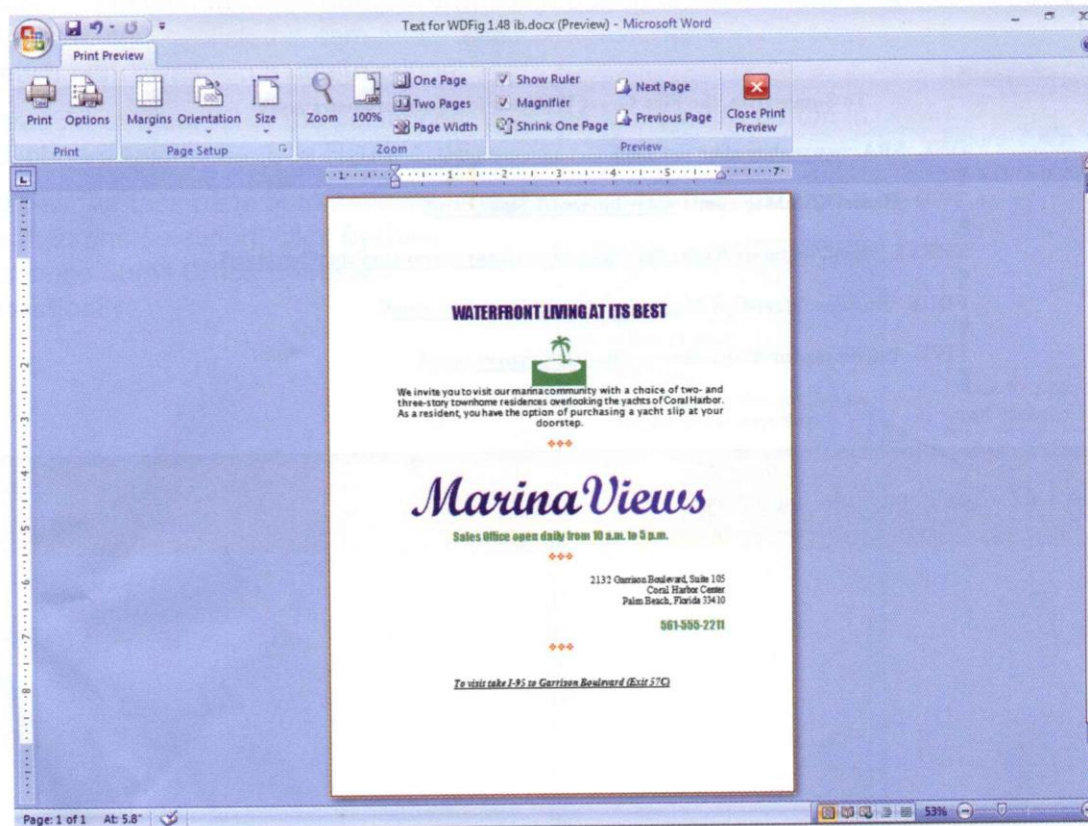 Text for WDFig 1.48 ib.docx (Preview) - Microsoft Word
Print Preview
Print
Options
Margins
Orientation
Size
Zoom
100%
One Page
Two Pages
Page Width
Show Ruler
Magnifier
Shrink One Page
Next Page
Previous Page
Close Print
Preview
Print
Page Setup
Zoom
Preview
WATERFRONT LIVING AT ITS BEST
We invite you to visit our marina community with a choice of two- and
three-story townhome residences overlooking the yachts of Coral Harbor.
As a resident, you have the option of purchasing a yacht slip at your
doorstep.
Marina Views
Sales Office open daily from 10 a.m. to 5 p.m.
2132 Garrison Boulevard, Suite 105
Coral Harbor Center
Palm Beach, Florida 33410
561-555-2211
To visit take I-95 to Garrison Boulevard (Exit 57C)
Page: 1 of 1 At: 5.8"
53%